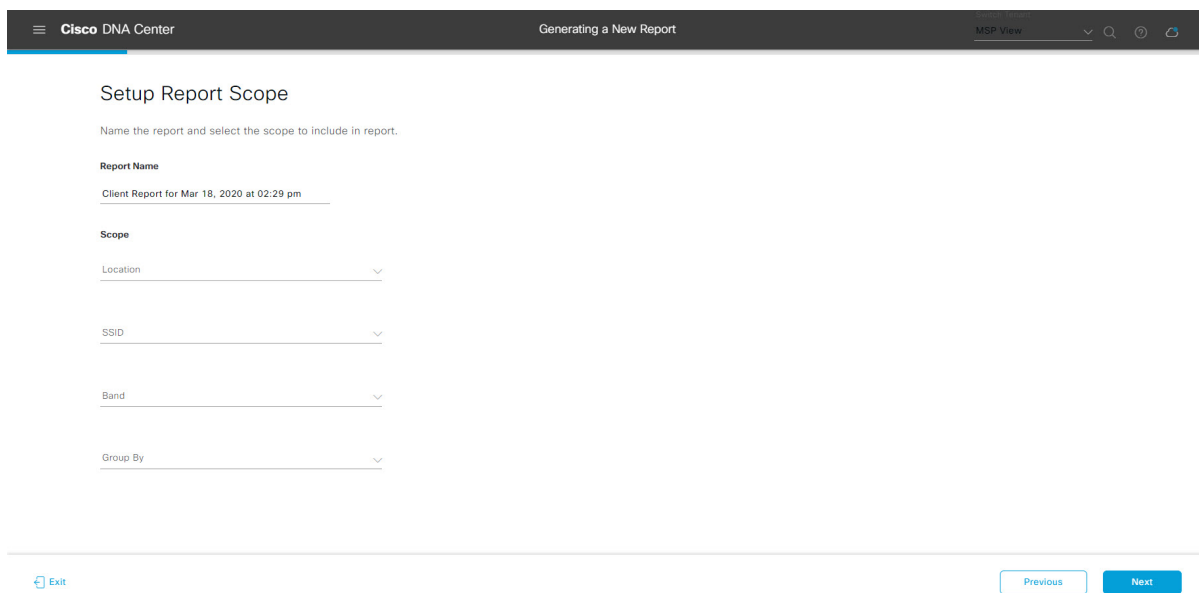 Cisco DNA Center
Generating a New Report
Switch Tenant
MSP View
Setup Report Scope
Name the report and select the scope to include in report.
Report Name
Client Report for Mar 18, 2020 at 02:29 pm
Scope
Location
SSID
Band
Group By
Exit
Previous
Next